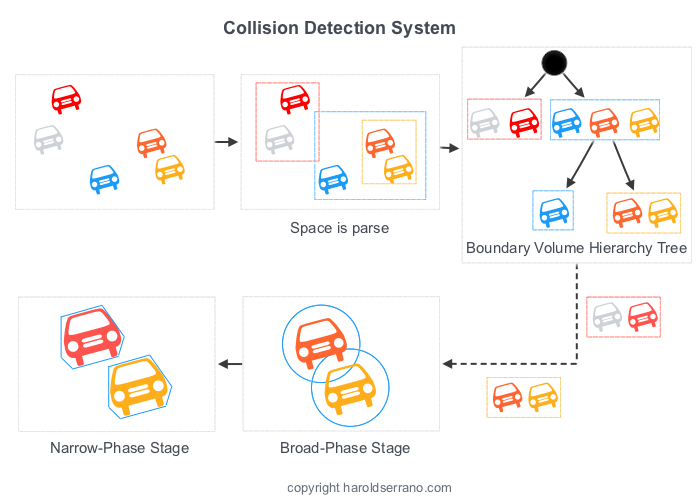 Collision Detection System
Space is parse
Boundary Volume Hierarchy Tree
Narrow-Phase Stage
Broad-Phase Stage
copyright haroldserrano.com